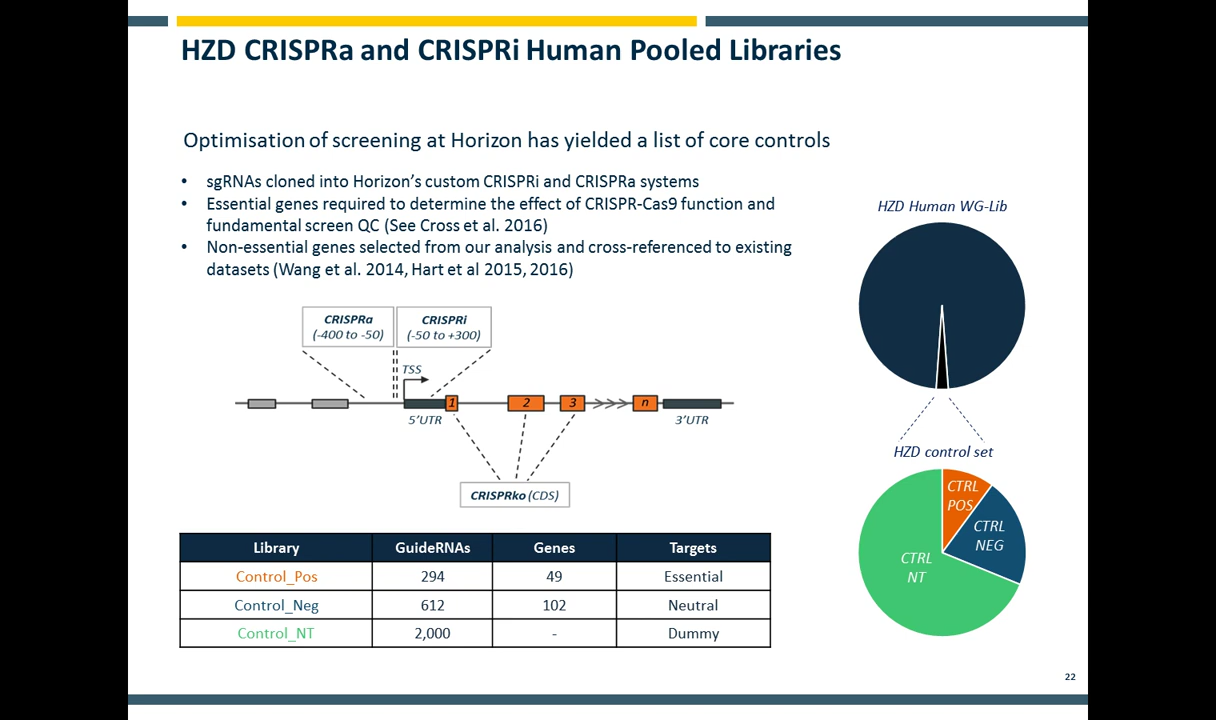 HZD CRISPRa and CRISPRi Human Pooled Libraries
Optimisation of screening at Horizon has yielded a list of core controls
• sgRNAs cloned into Horizon’s custom CRISPRi and CRISPRa systems
• Essential genes required to determine the effect of CRISPR-Cas9 function and
fundamental screen QC (See Cross et al. 2016)
• Non-essential genes selected from our analysis and cross-referenced to existing
datasets (Wang et al. 2014, Hart et al 2015, 2016)
HZD Human WG-Lib
CRISPRa
(-400 to -50)
CRISPRi
(-50 to +300)
TSS
1
2
3
n
5’UTR
3’UTR
CRISPRko (CDS)
HZD control set
CTRL
POS
CTRL
NEG
CTRL
NT
Library GuideRNAs Genes Targets
Control_Pos 294 49 Essential
Control_Neg 612 102 Neutral
Control_NT 2,000 - Dummy
22